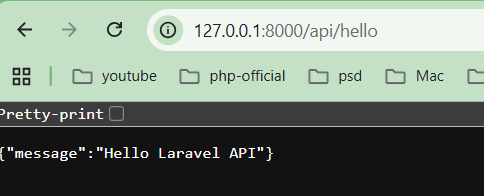 127.0.0.1:8000/api/hello
youtube php-official psd Mac
Pretty-print
{"message":"Hello Laravel API"}